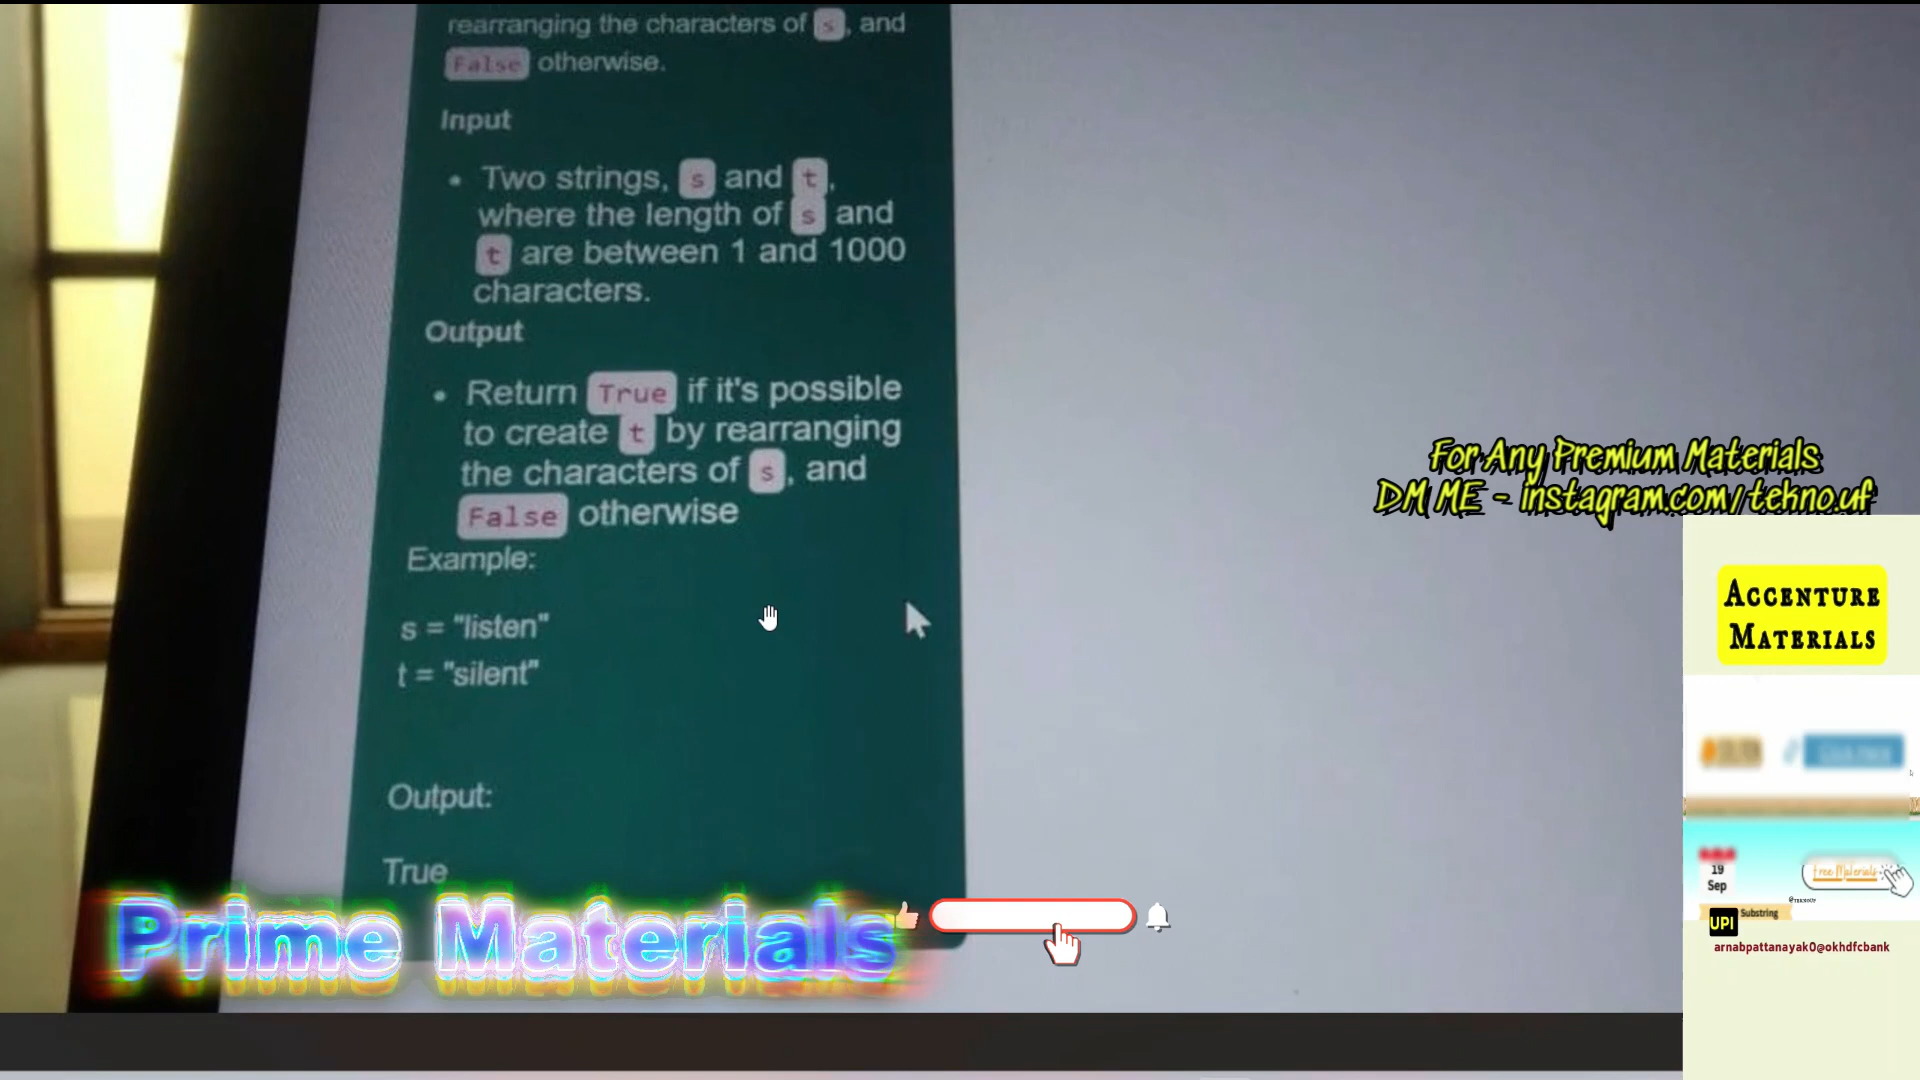 rearranging the characters of s, and
False otherwise.
Input
• Two strings, s and t,
where the length of s and
t are between 1 and 1000
characters.
Output
• Return True if it's possible
to create t by rearranging
the characters of s, and
False otherwise
Example:
s = "listen"
t = "silent"
Output:
True
Prime Materials
For Any Premium Materials
DM ME - instagram.com/tekno.uf
ACCENTURE
MATERIALS
19
Sep
Free Materials
@TEKNOUF
Substring
UPI
arnabpattanayak0@okhdfcbank